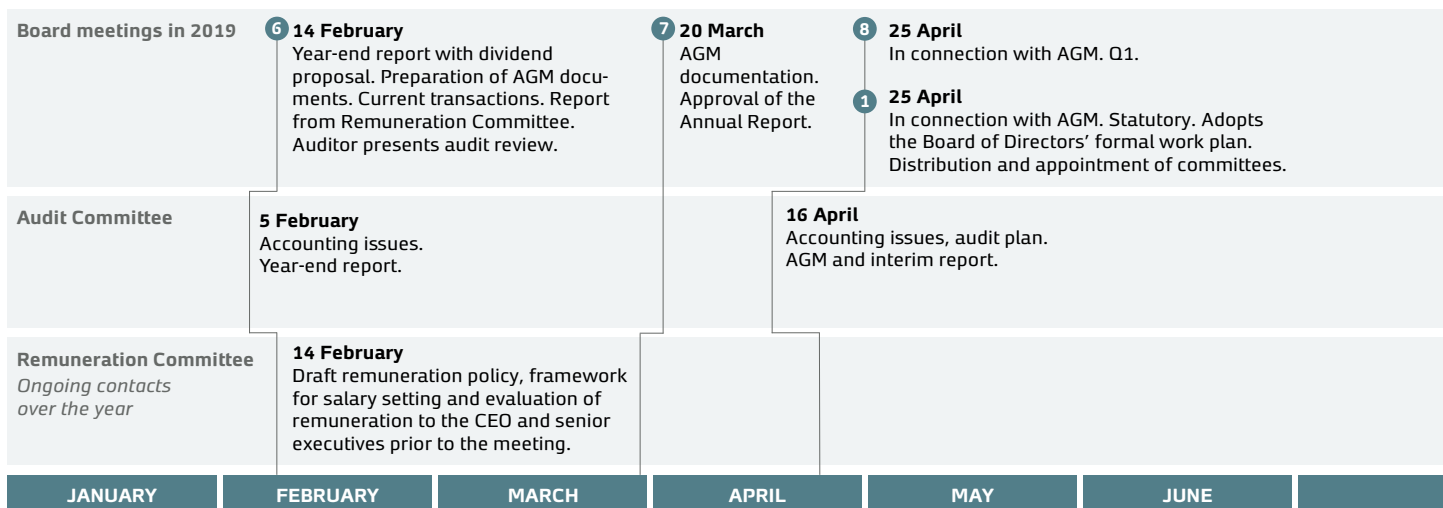 Board meetings in 2019
6 14 February
Year-end report with dividend
proposal. Preparation of AGM docu-
ments. Current transactions. Report
from Remuneration Committee.
Auditor presents audit review.
7 20 March
AGM
documentation.
Approval of the
Annual Report.
8 25 April
In connection with AGM. Q1.
1 25 April
In connection with AGM. Statutory. Adopts
the Board of Directors’ formal work plan.
Distribution and appointment of committees.
Audit Committee
5 February
Accounting issues.
Year-end report.
16 April
Accounting issues, audit plan.
AGM and interim report.
Remuneration Committee
Ongoing contacts
over the year
14 February
Draft remuneration policy, framework
for salary setting and evaluation of
remuneration to the CEO and senior
executives prior to the meeting.
JANUARY FEBRUARY MARCH APRIL MAY JUNE